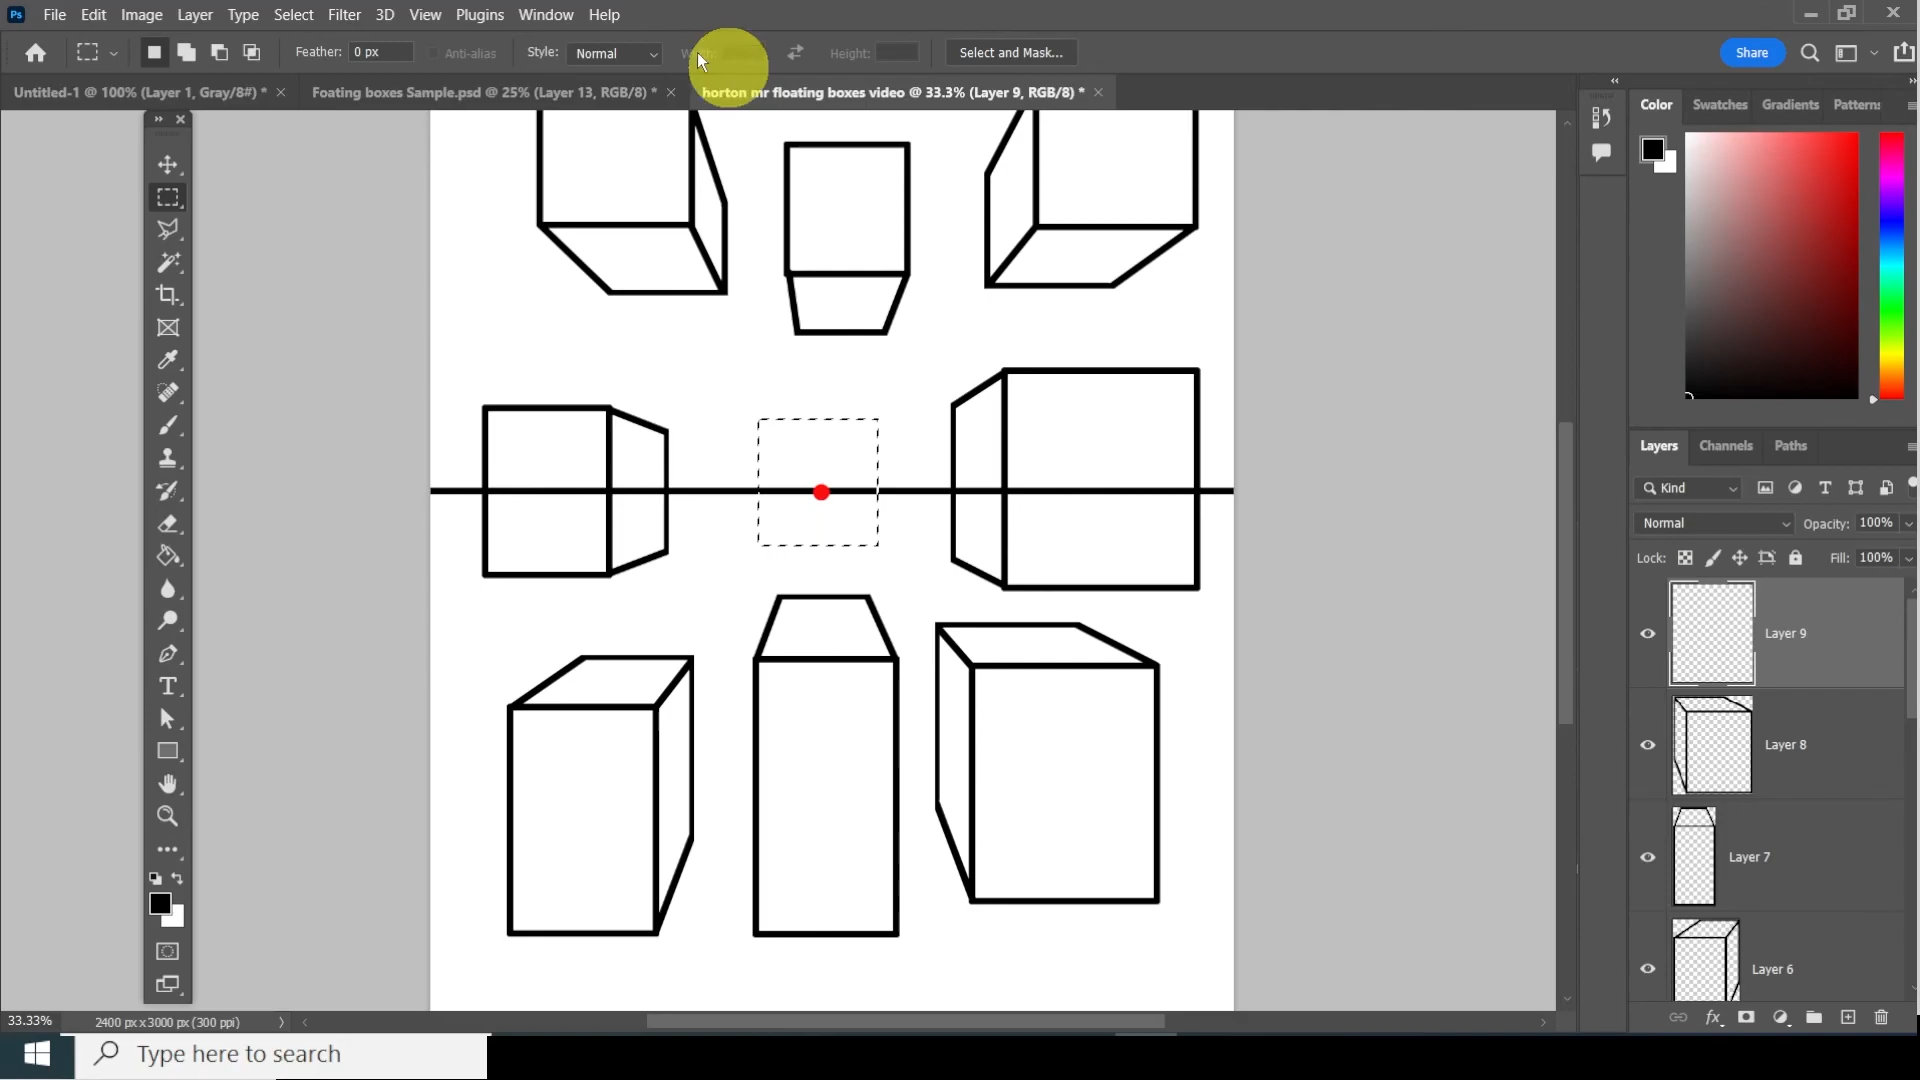 Ps File Edit Image Layer Type Select Filter 3D View Plugins Window Help
Feather: 0 px Anti-alias Style: Normal Height: Select and Mask... Share
Untitled-1 @ 100% (Layer 1, Gray/8#) * Foating boxes Sample.psd @ 25% (Layer 13, RGB/8) * horton mr floating boxes video @ 33.3% (Layer 9, RGB/8) *
Color Swatches Gradients Patterns
Layers Channels Paths
Kind
Normal Opacity: 100%
Lock: Fill: 100%
Layer 9
Layer 8
Layer 7
Layer 6
33.33% 2400 px x 3000 px (300 ppi)
Type here to search